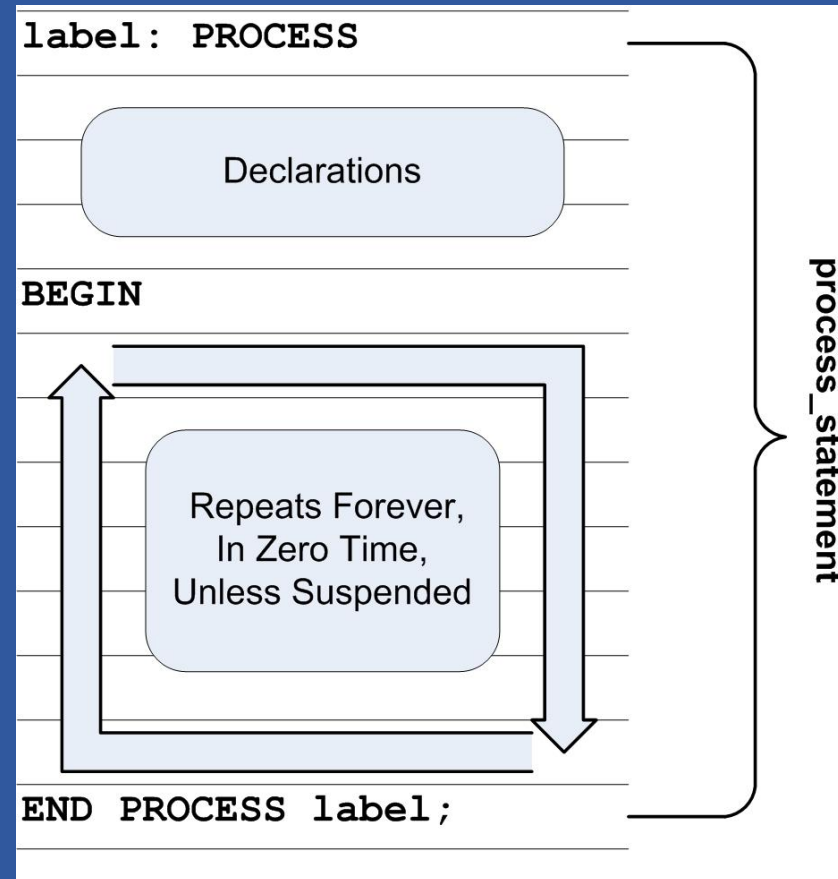 label: PROCESS
Declarations
BEGIN
Repeats Forever,
In Zero Time,
Unless Suspended
END PROCESS label;
process_statement